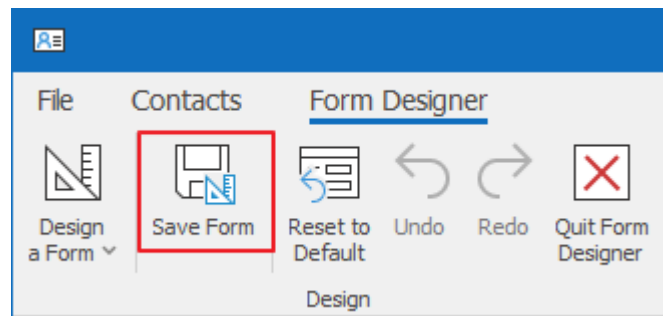 File Contacts Form Designer
Design a Form
Save Form
Reset to Default
Undo
Redo
Quit Form Designer
Design